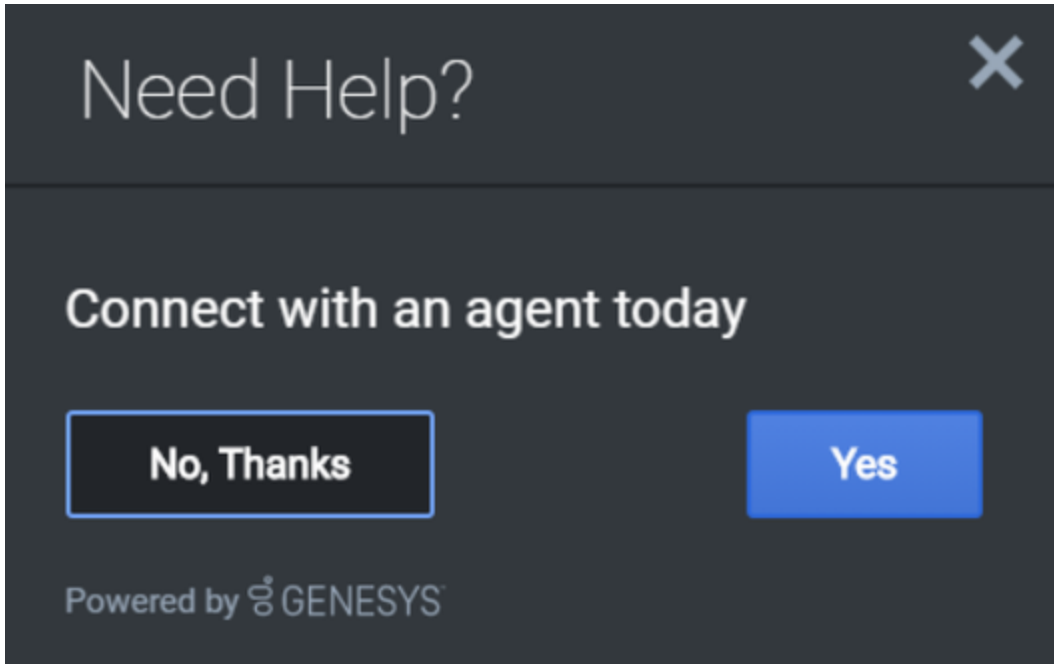 Need Help?
Connect with an agent today
No, Thanks
Yes
Powered by GENESYS